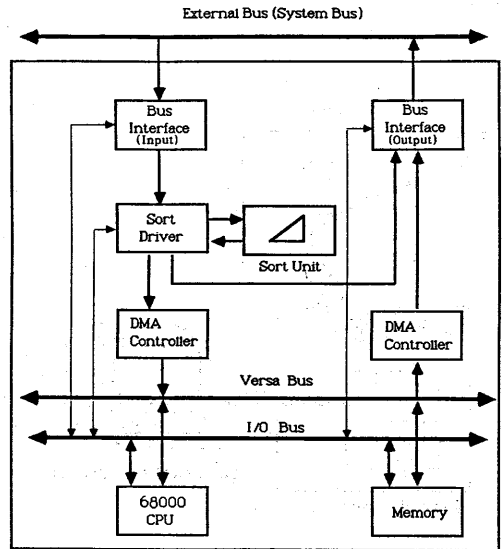 External Bus (System Bus)
Bus
Interface
(Input)
Bus
Interface
(Output)
Sort
Driver
Sort Unit
DMA
Controller
DMA
Controller
Versa Bus
I/O Bus
68000
CPU
Memory